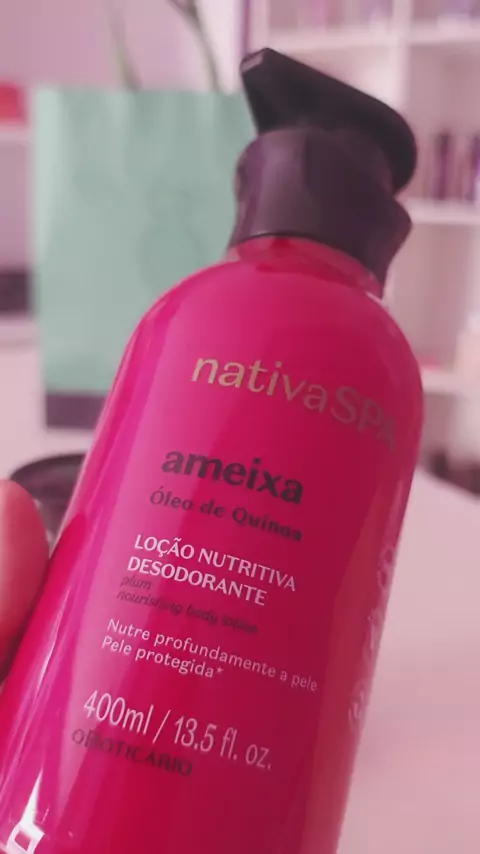 nativaSPA
ameixa
Óleo de Quinoa
LOÇÃO NUTRITIVA
DESODORANTE
plum
nourishing body lotion
Nutre profundamente a pele
Pele protegida*
400ml / 13.5 fl. oz.
oBOTICÁRIO